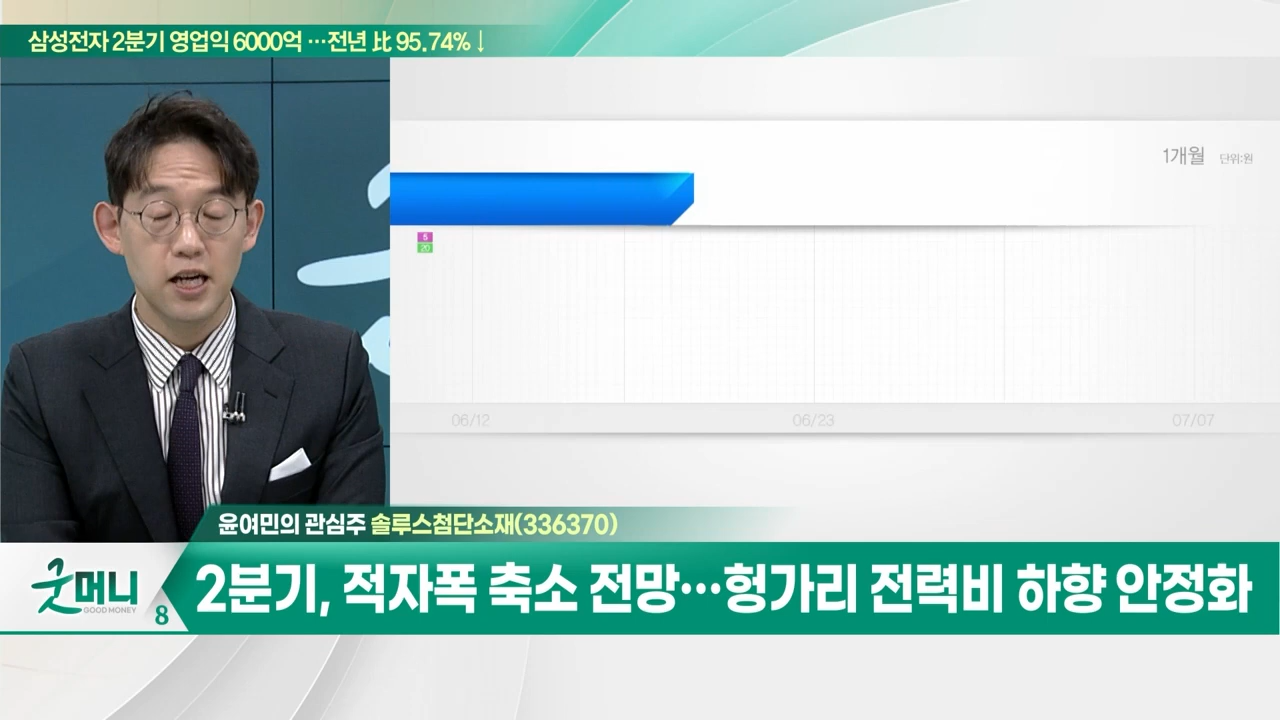 삼성전자 2분기 영업익 6000억 …전년 比 95.74%↓
1개월 단위:원
5
20
06/12 06/23 07/07
윤여민의 관심주 솔루스첨단소재(336370)
굿머니
GOOD MONEY
8
2분기, 적자폭 축소 전망…헝가리 전력비 하향 안정화